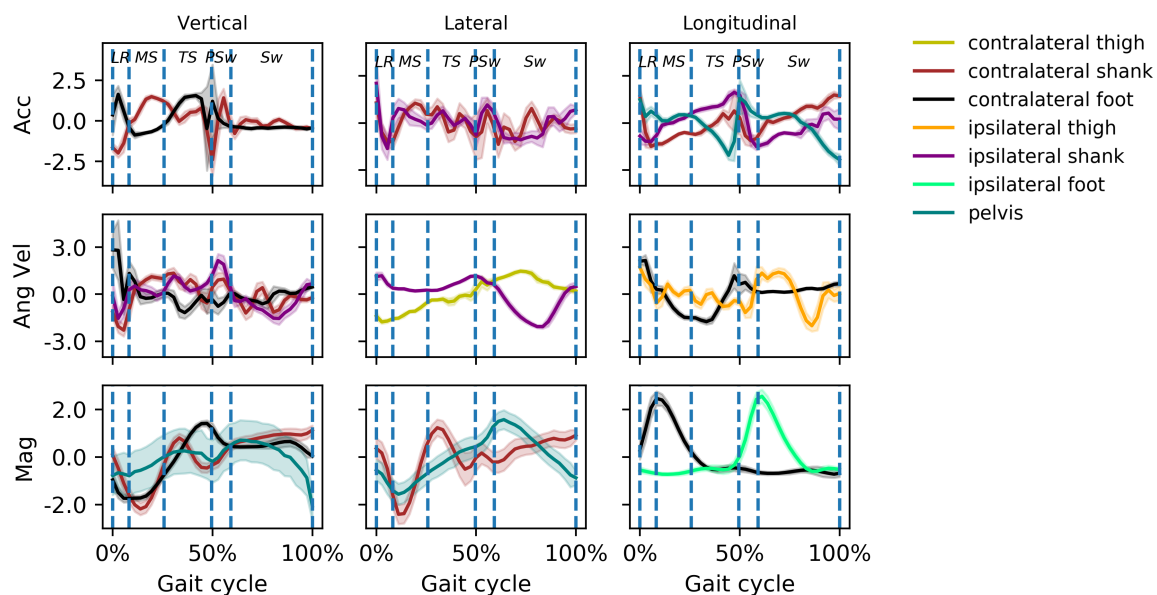 Vertical Lateral Longitudinal
LR MS TS PSw Sw LR MS TS PSw Sw LR MS TS PSw Sw
Acc
2.5
0.0
-2.5
Ang Vel
3.0
0.0
-3.0
Mag
2.0
0.0
-2.0
0% 50% 100% 0% 50% 100% 0% 50% 100%
Gait cycle Gait cycle Gait cycle
contralateral thigh
contralateral shank
contralateral foot
ipsilateral thigh
ipsilateral shank
ipsilateral foot
pelvis